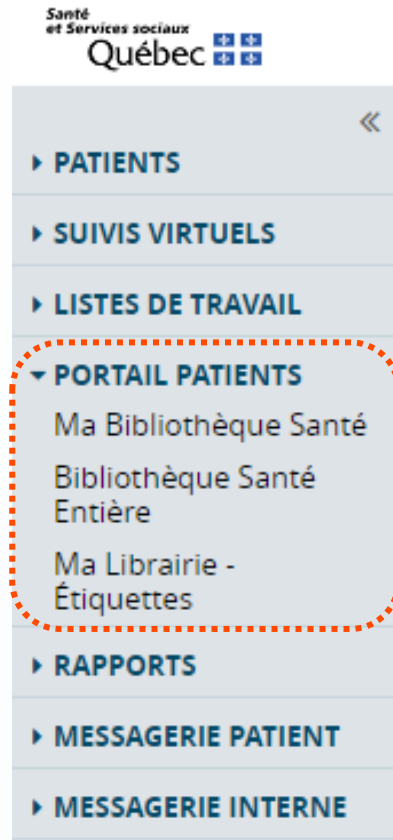 Santé
et Services sociaux
Québec
PATIENTS
SUIVIS VIRTUELS
LISTES DE TRAVAIL
PORTAIL PATIENTS
Ma Bibliothèque Santé
Bibliothèque Santé
Entière
Ma Librairie -
Étiquettes
RAPPORTS
MESSAGERIE PATIENT
MESSAGERIE INTERNE